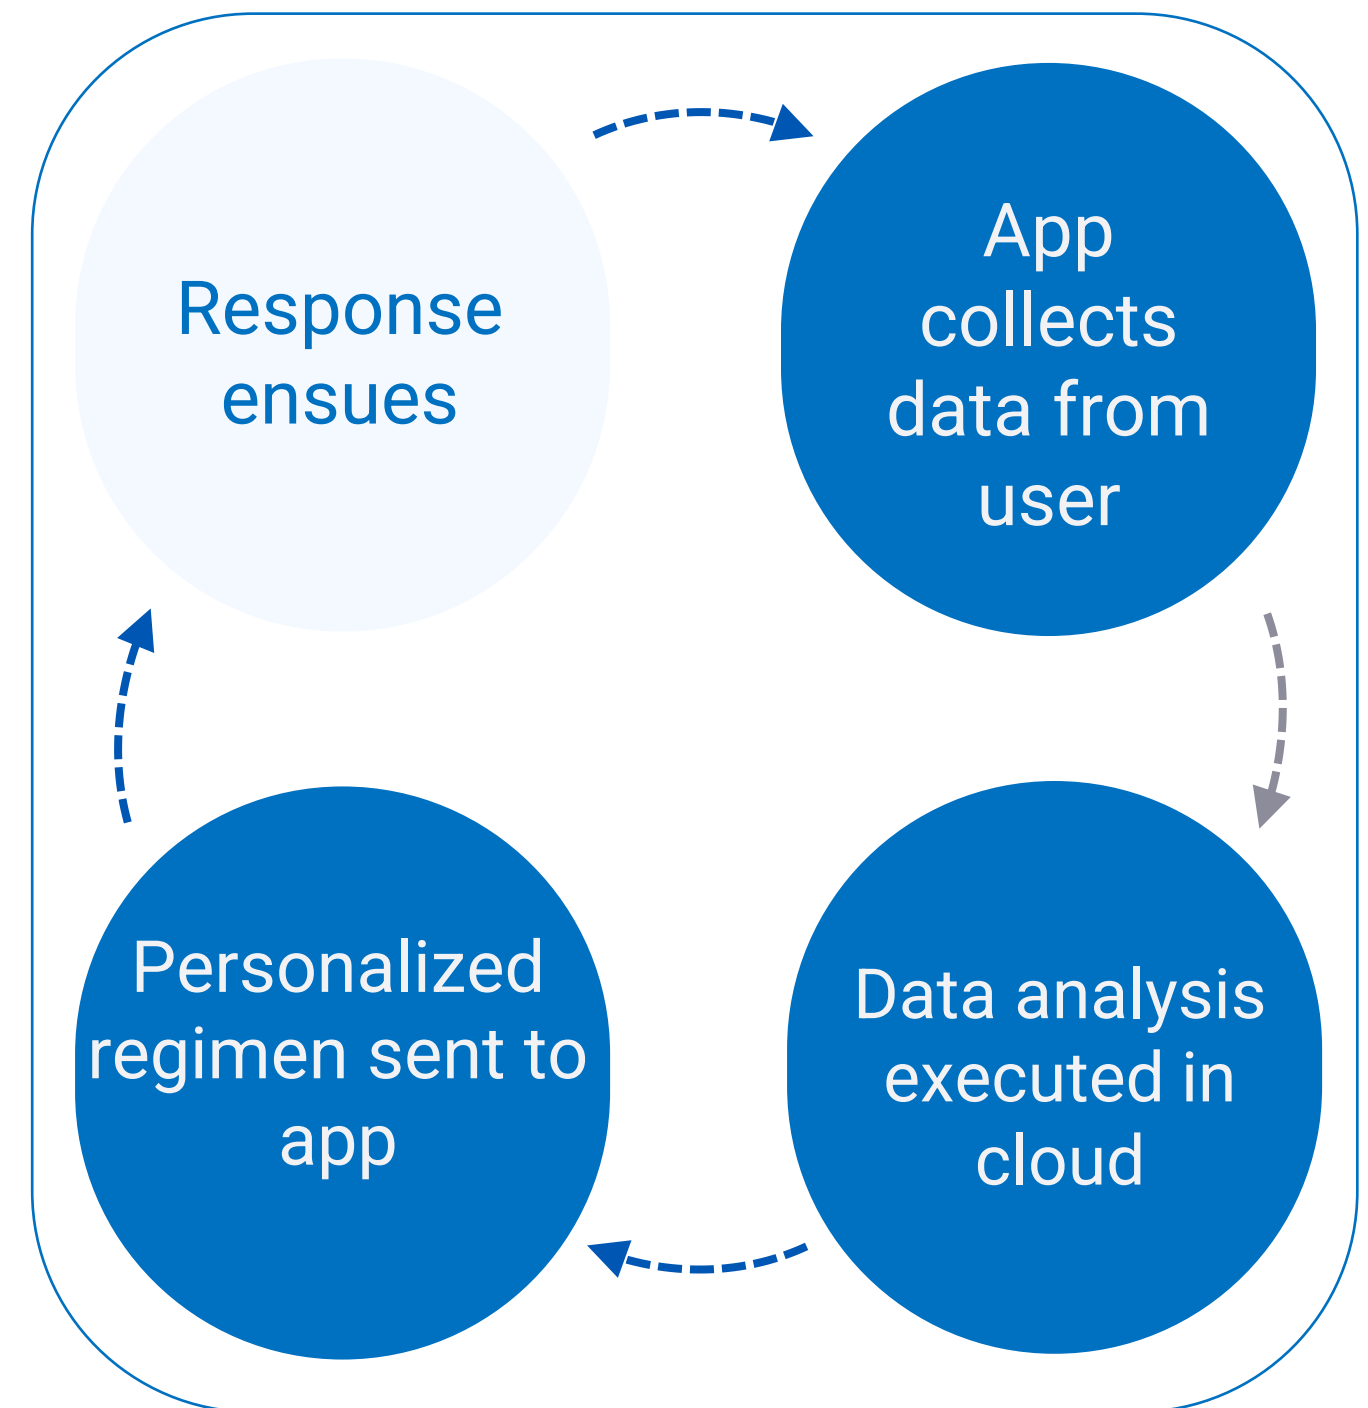 Response
ensues
App
collects
data from
user
Personalized
regimen sent to
app
Data analysis
executed in
cloud